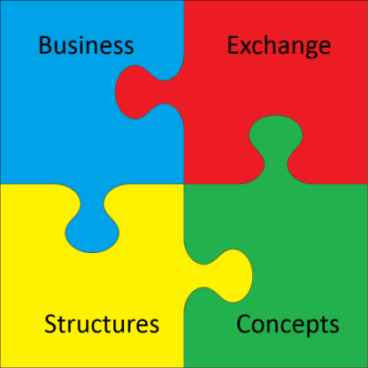 Business
Exchange
Structures
Concepts